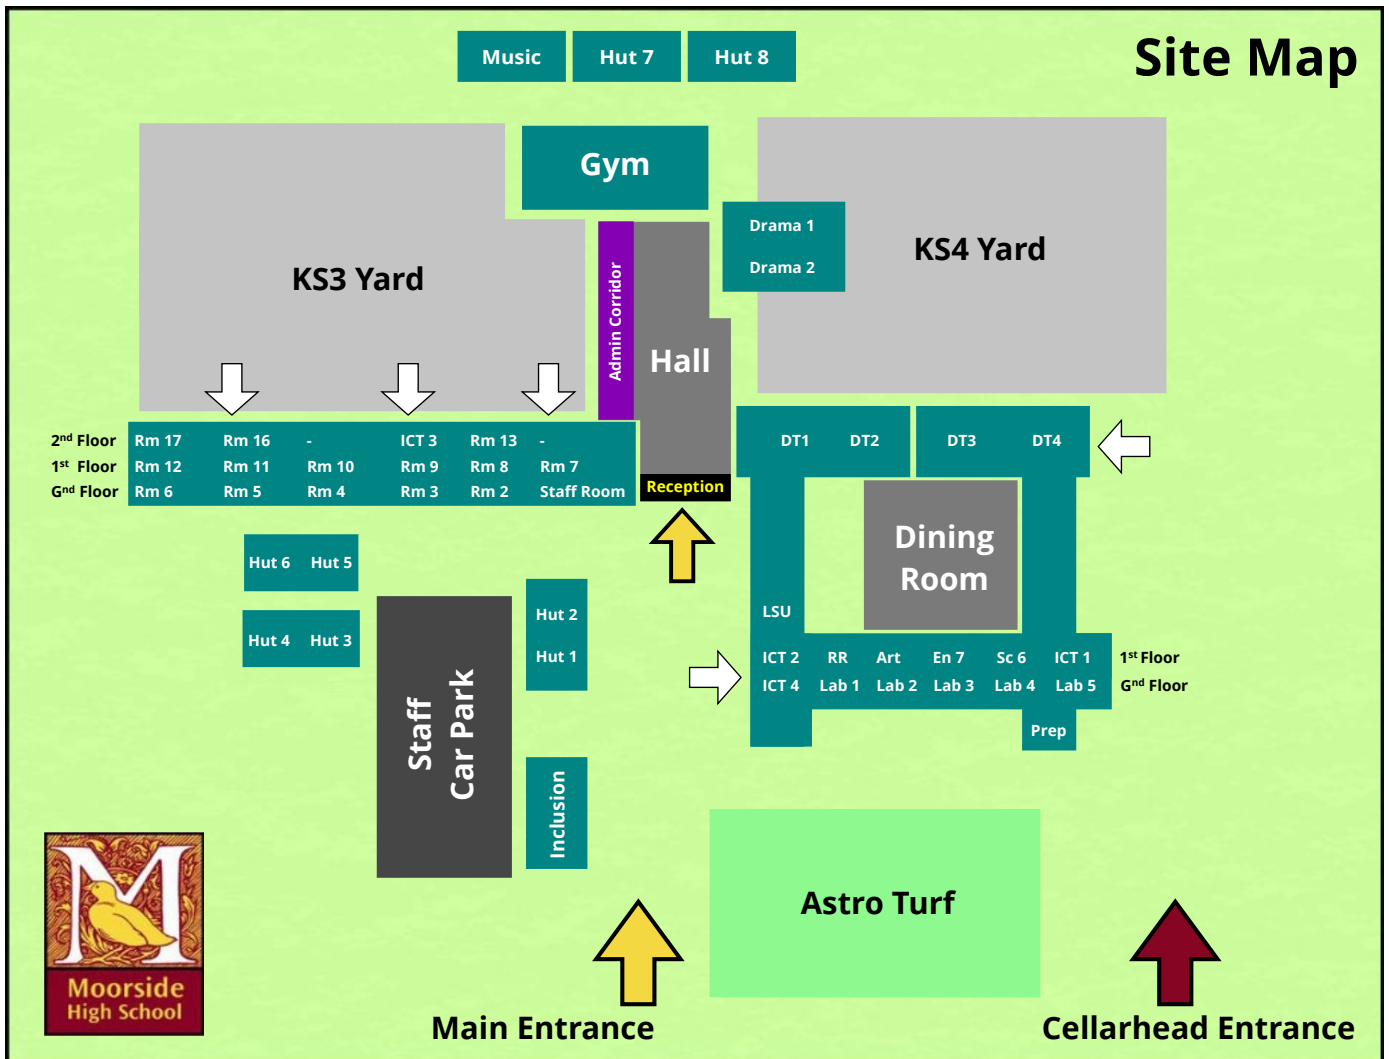 Site Map
Music Hut 7 Hut 8
Gym
Drama 1
Drama 2
KS3 Yard
KS4 Yard
Admin Corridor
Hall
2nd Floor Rm 17 Rm 16 - ICT 3 Rm 13 -
1st Floor Rm 12 Rm 11 Rm 10 Rm 9 Rm 8 Rm 7
Gnd Floor Rm 6 Rm 5 Rm 4 Rm 3 Rm 2 Staff Room
Reception
DT1 DT2 DT3 DT4
Dining
Room
Hut 6 Hut 5
Hut 4 Hut 3
Hut 2
Hut 1
Staff
Car Park
Inclusion
LSU
ICT 2 RR Art En 7 Sc 6 ICT 1 1st Floor
ICT 4 Lab 1 Lab 2 Lab 3 Lab 4 Lab 5 Gnd Floor
Prep
Astro Turf
M
Moorside
High School
Main Entrance
Cellarhead Entrance